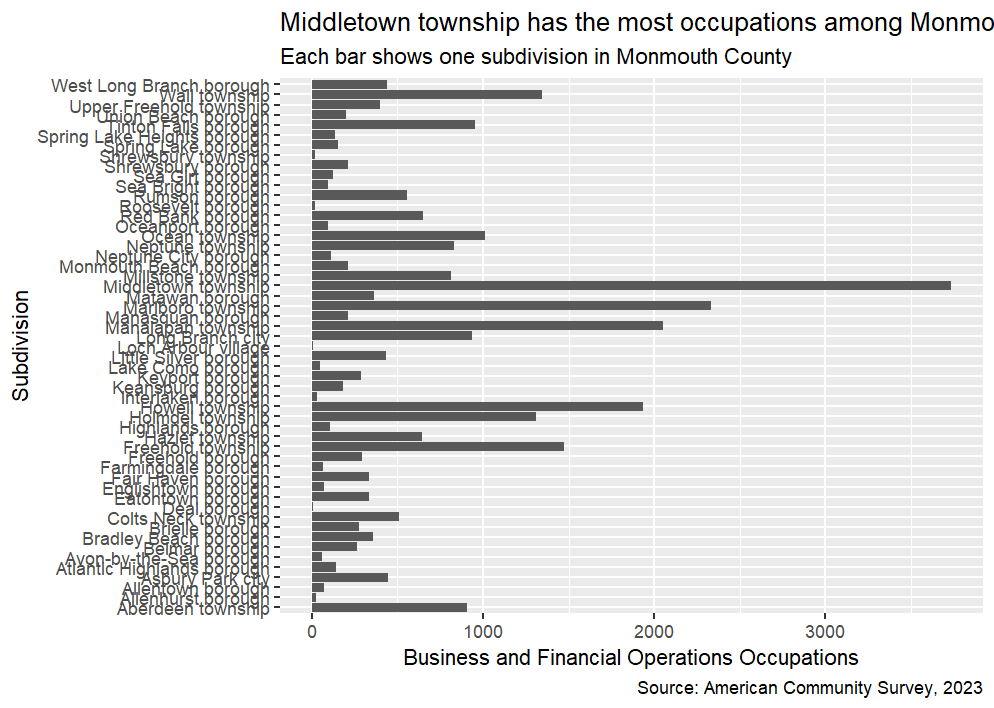 Middletown township has the most occupations among Monmo
Each bar shows one subdivision in Monmouth County
West Long Branch borough
Wall township
Upper Freehold township
Union Beach borough
Tinton Falls borough
Spring Lake Heights borough
Spring Lake borough
Shrewsbury township
Shrewsbury borough
Sea Girt borough
Sea Bright borough
Rumson borough
Roosevelt borough
Red Bank borough
Oceanport borough
Ocean township
Neptune township
Neptune City borough
Monmouth Beach borough
Millstone township
Middletown township
Matawan borough
Marlboro township
Manasquan borough
Manalapan township
Long Branch city
Loch Arbour village
Little Silver borough
Lake Como borough
Keyport borough
Keansburg borough
Interlaken borough
Howell township
Holmdel township
Highlands borough
Hazlet township
Freehold township
Freehold borough
Farmingdale borough
Fair Haven borough
Englishtown borough
Eatontown borough
Deal borough
Colts Neck township
Brielle borough
Bradley Beach borough
Belmar borough
Avon-by-the-Sea borough
Atlantic Highlands borough
Asbury Park city
Allentown borough
Allenhurst borough
Aberdeen township
Subdivision
0 1000 2000 3000
Business and Financial Operations Occupations
Source: American Community Survey, 2023